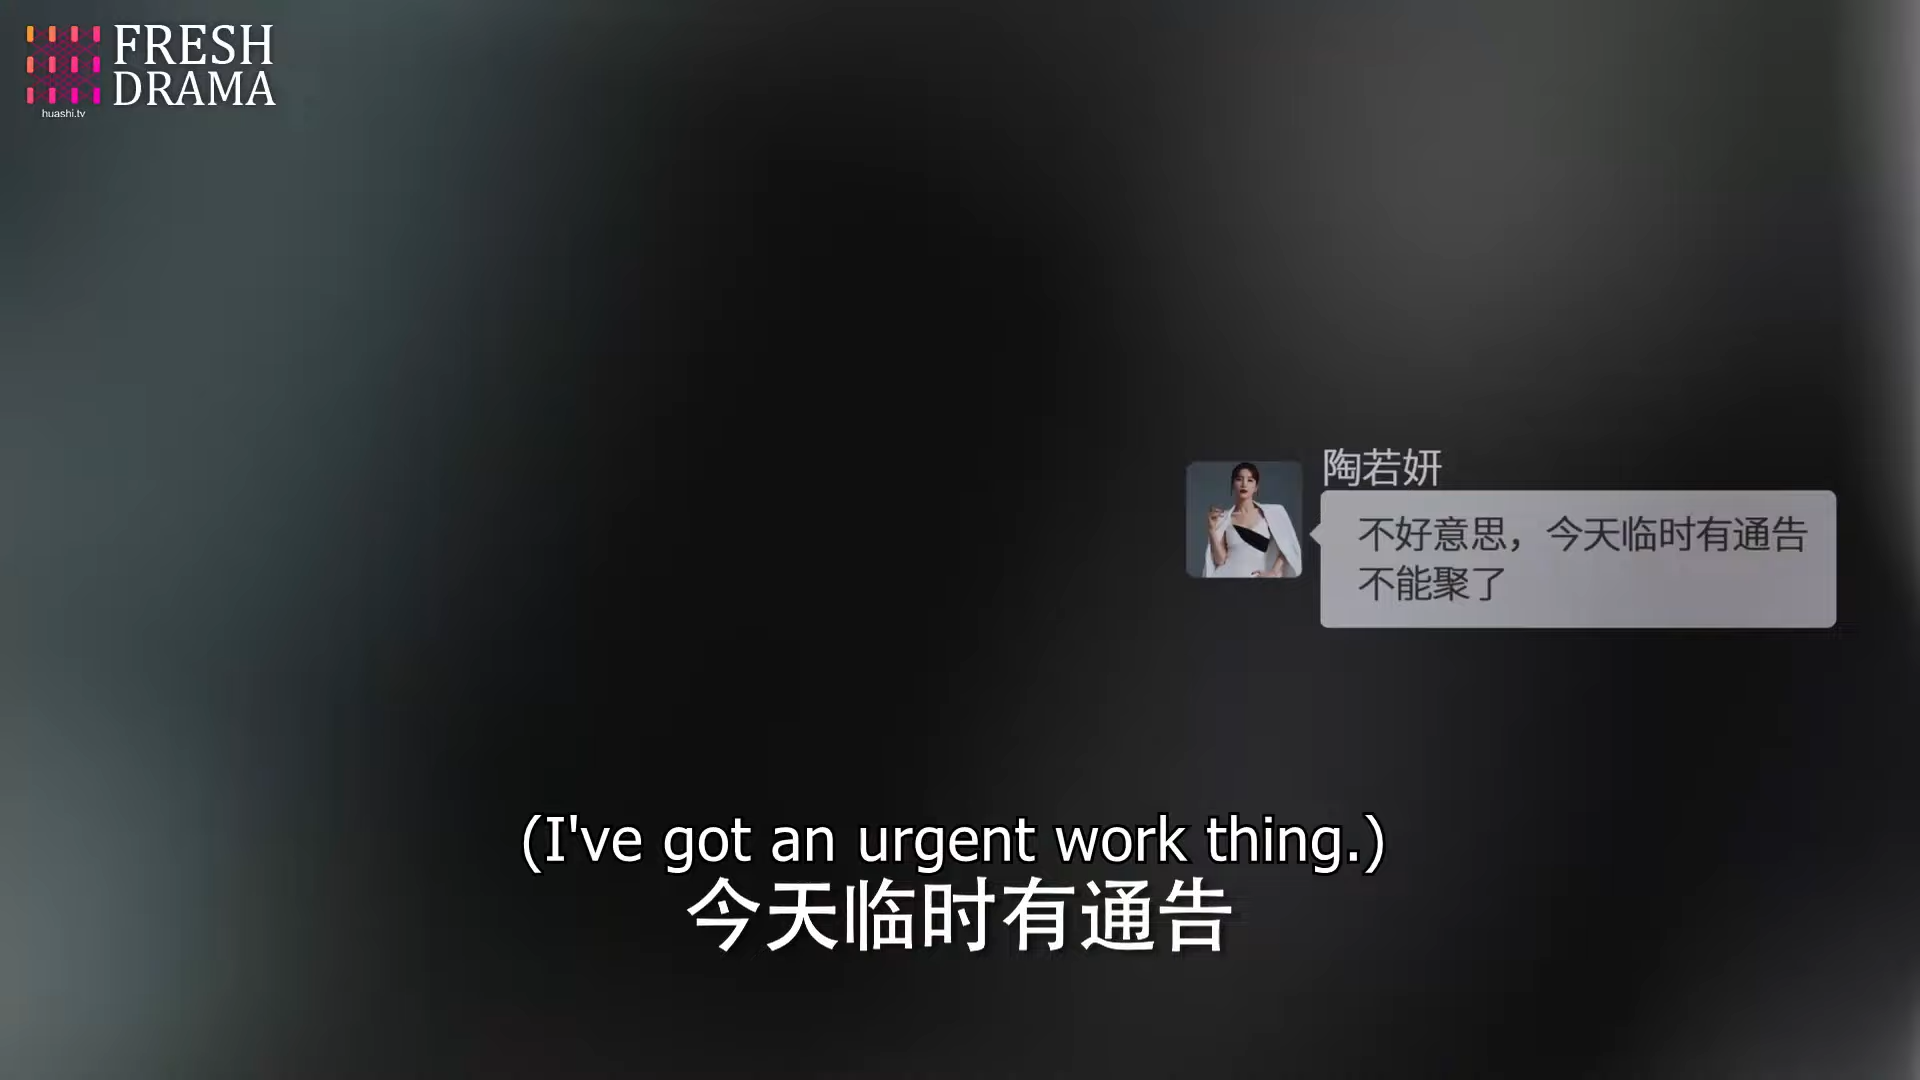 FRESH
DRAMA
huashi.tv
陶若妍
不好意思，今天临时有通告
不能聚了
(I've got an urgent work thing.)
今天临时有通告